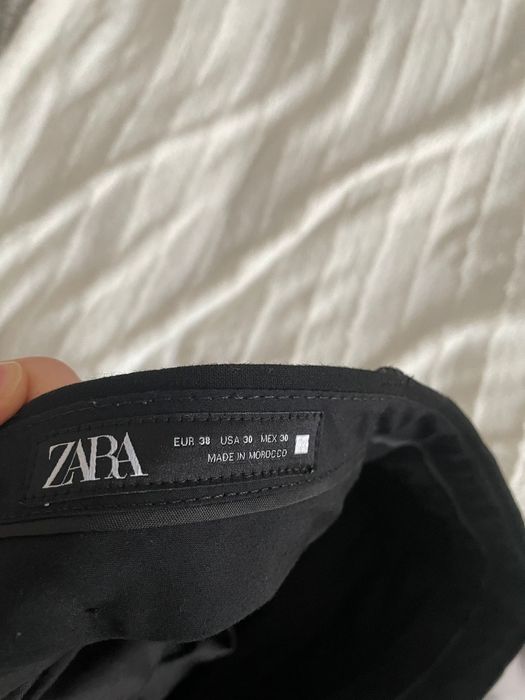 ZARA
EUR 38 USA 30 MEX 30
MADE IN MOROCCO